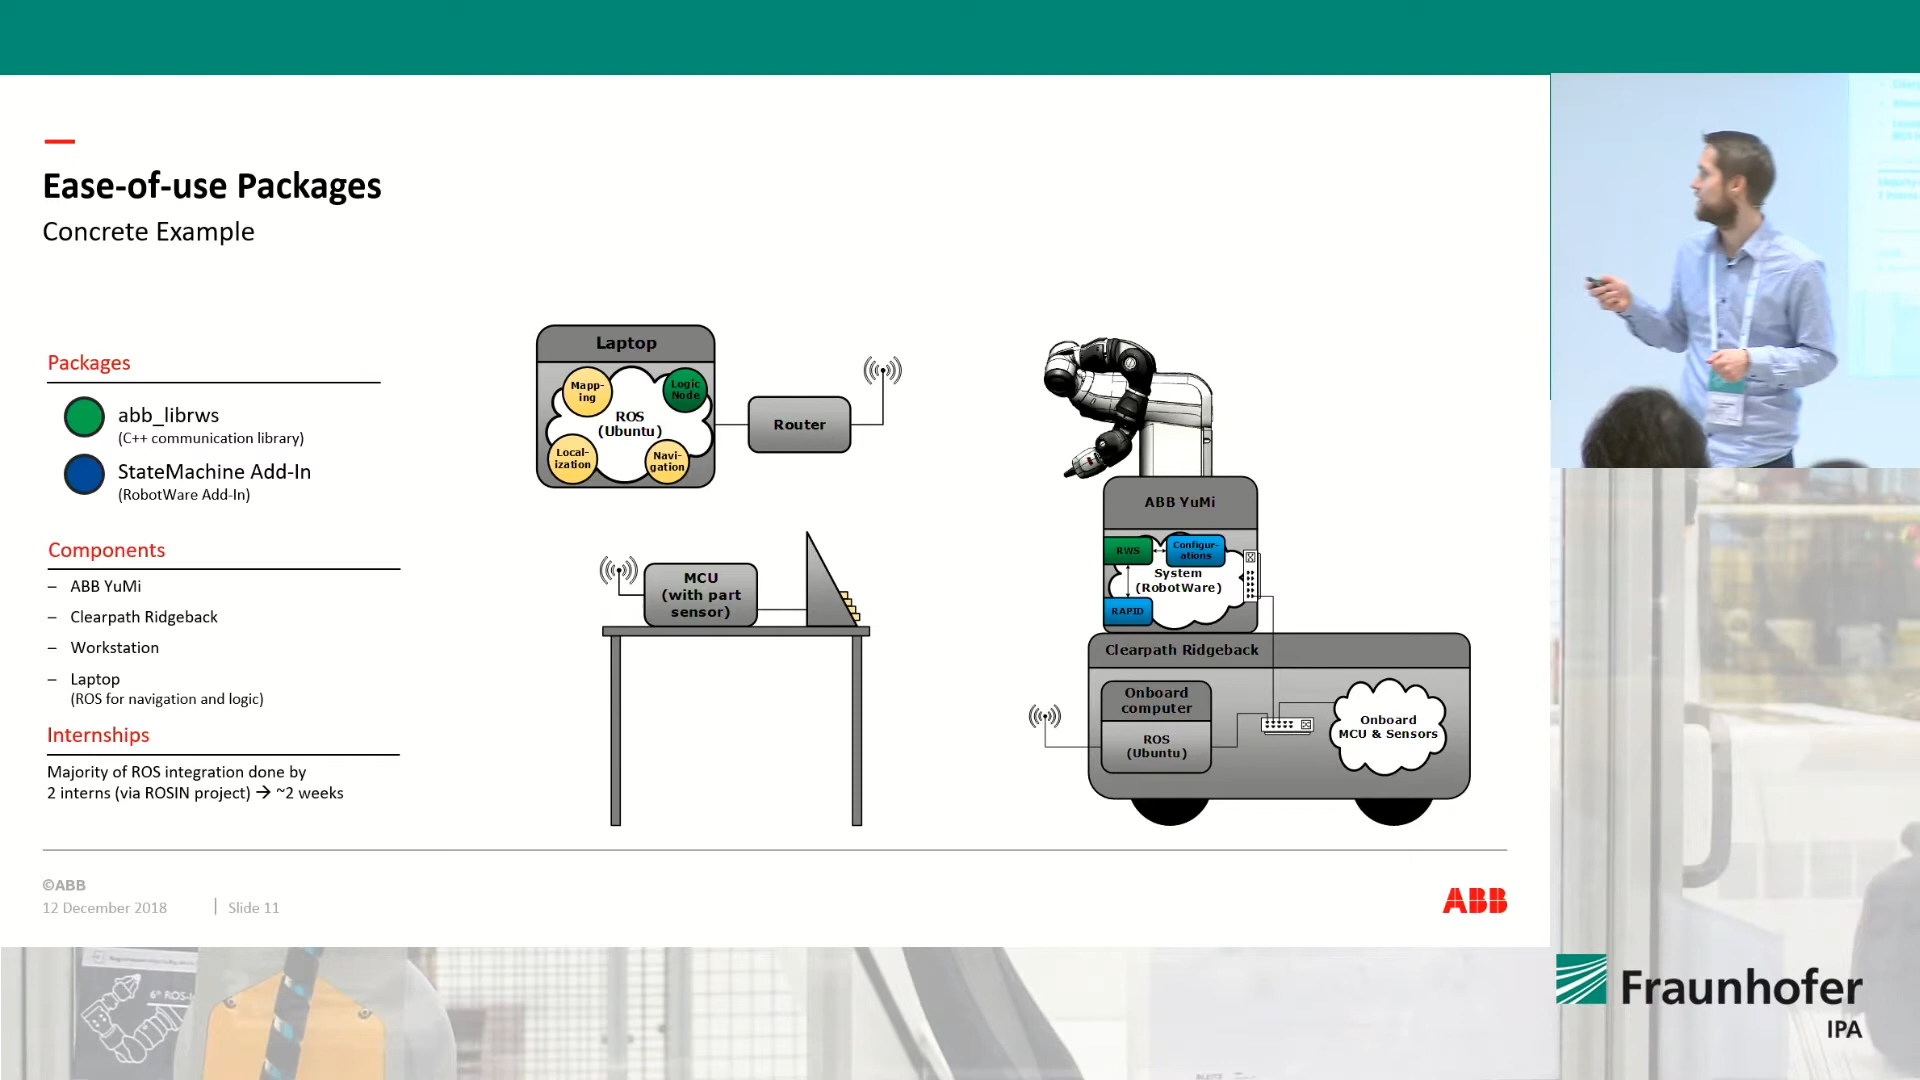 Ease-of-use Packages
Concrete Example
Packages
abb_librws
(C++ communication library)
StateMachine Add-In
(RobotWare Add-In)
Components
– ABB YuMi
– Clearpath Ridgeback
– Workstation
– Laptop
(ROS for navigation and logic)
Internships
Majority of ROS integration done by
2 interns (via ROSIN project) → ~2 weeks
Laptop
Mapp-
ing
Logic
Node
ROS
(Ubuntu)
Local-
ization
Navi-
gation
Router
MCU
(with part
sensor)
ABB YuMi
RWS
Configur-
ations
System
(RobotWare)
RAPID
Clearpath Ridgeback
Onboard
computer
ROS
(Ubuntu)
Onboard
MCU & Sensors
©ABB
12 December 2018 | Slide 11
ABB
6th ROS-I
Fraunhofer
IPA